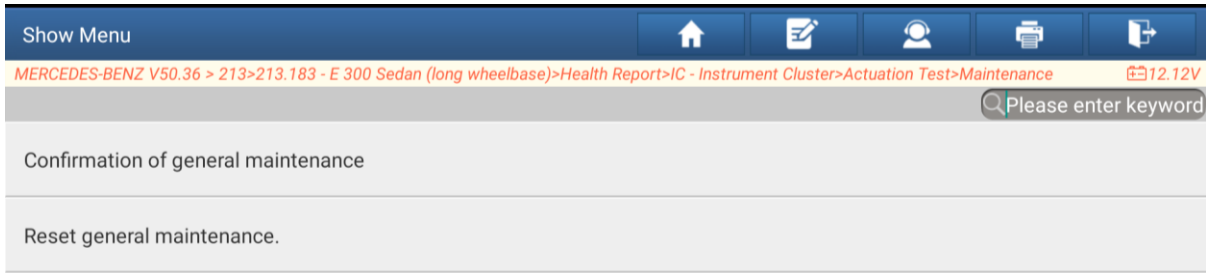 Show Menu
MERCEDES-BENZ V50.36 > 213>213.183 - E 300 Sedan (long wheelbase)>Health Report>IC - Instrument Cluster>Actuation Test>Maintenance 12.12V
Please enter keyword
Confirmation of general maintenance
Reset general maintenance.